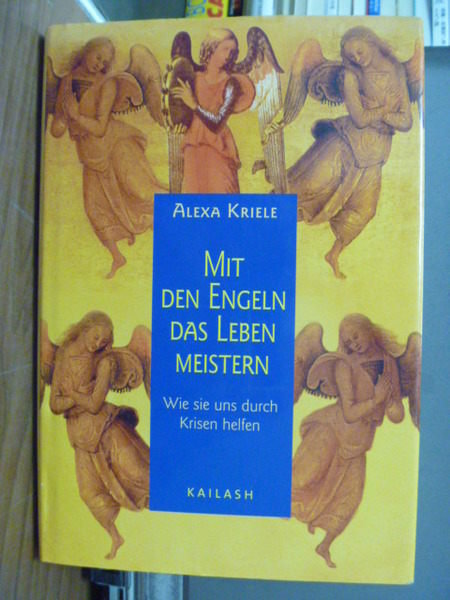 ALEXA KRIELE
MIT
DEN ENGELN
DAS LEBEN
MEISTERN
Wie sie uns durch
Krisen helfen
KAILASH